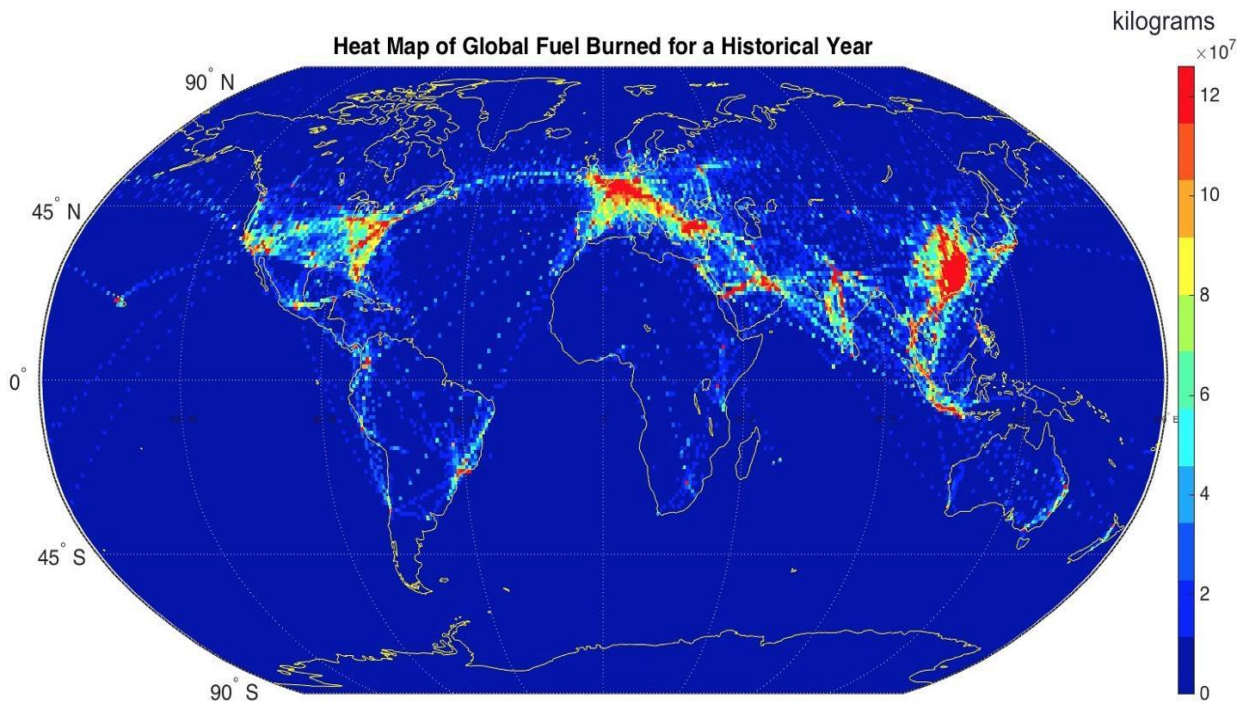 kilograms
×10⁷
Heat Map of Global Fuel Burned for a Historical Year
90° N
45° N
0°
45° S
90° S
12
10
8
6
4
2
0